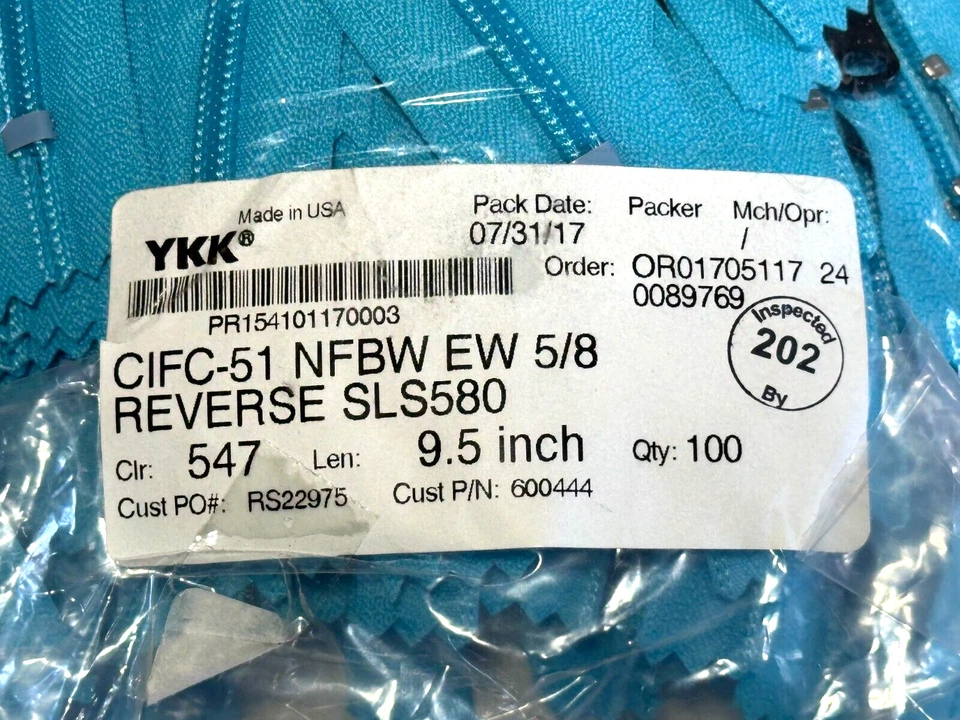 Made in USA
YKK®
Pack Date: Packer Mch/Opr:
07/31/17 /
Order: OR01705117 24
0089769
PR154101170003
Inspected
202
By
CIFC-51 NFBW EW 5/8
REVERSE SLS580
Clr: 547 Len: 9.5 inch Qty: 100
Cust PO#: RS22975 Cust P/N: 600444